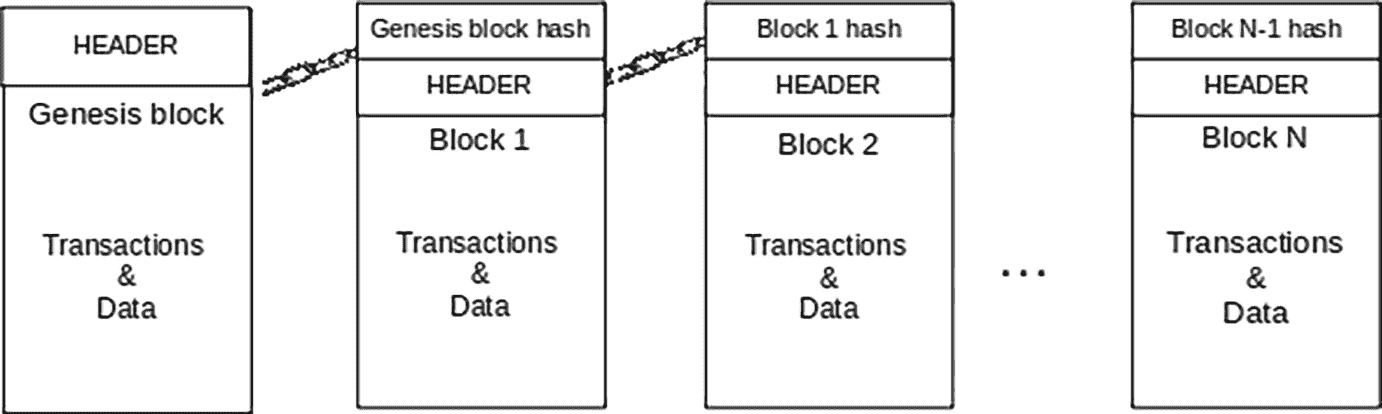 HEADER
Genesis block
Transactions
&
Data
Genesis block hash
HEADER
Block 1
Transactions
&
Data
Block 1 hash
HEADER
Block 2
Transactions
&
Data
...
Block N-1 hash
HEADER
Block N
Transactions
&
Data